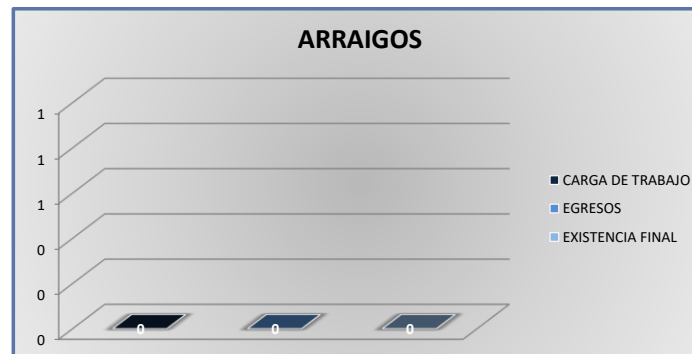 ARRAIGOS
1
1
1
0
0
0
0 0 0
CARGA DE TRABAJO
EGRESOS
EXISTENCIA FINAL